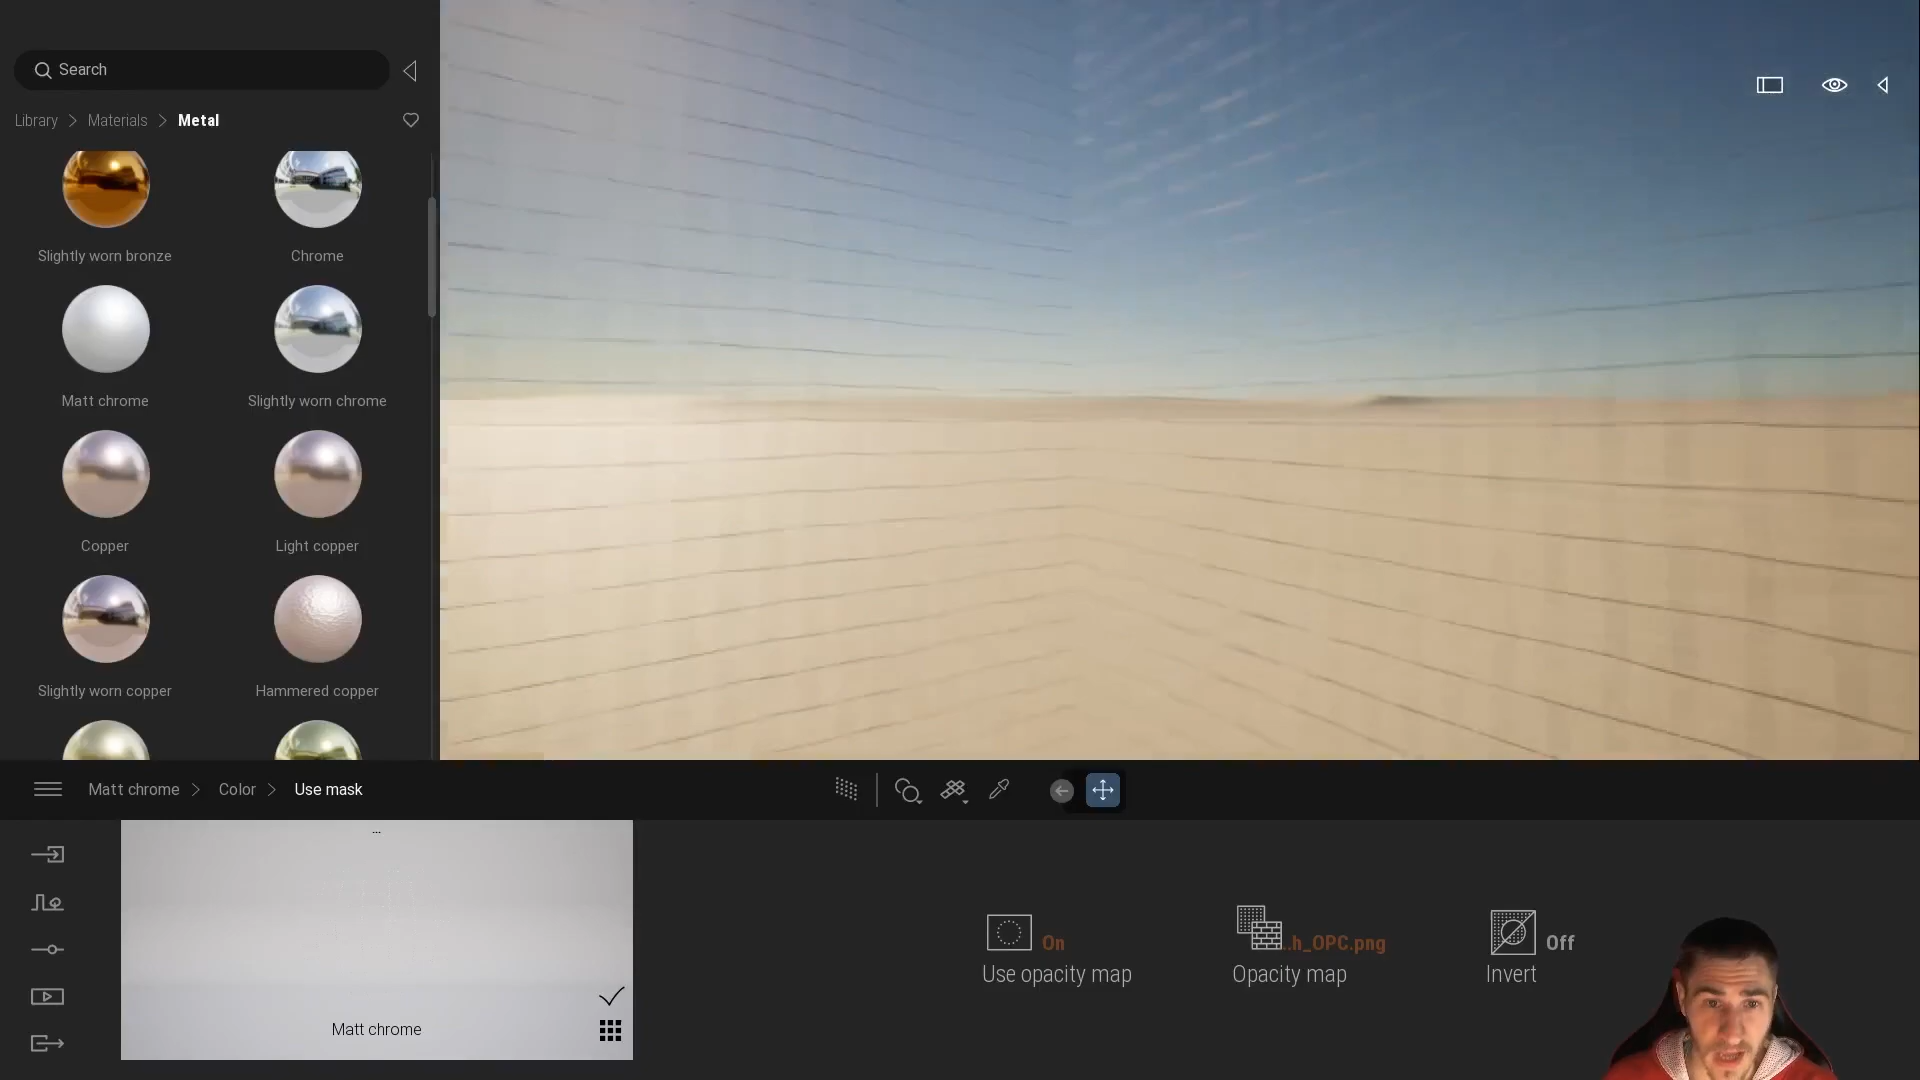 Search
Library > Materials > Metal
Slightly worn bronze
Chrome
Matt chrome
Slightly worn chrome
Copper
Light copper
Slightly worn copper
Hammered copper
Matt chrome > Color > Use mask
...
Matt chrome
On
Use opacity map
..h_OPC.png
Opacity map
Off
Invert